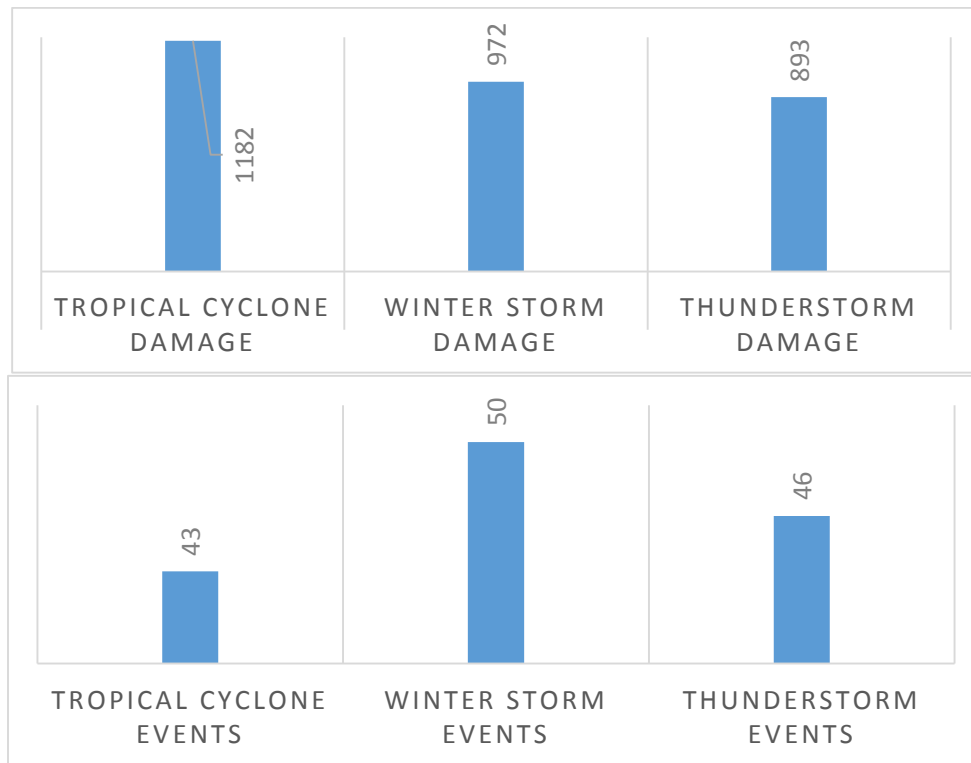 1182
972
893
TROPICAL CYCLONE
DAMAGE
WINTER STORM
DAMAGE
THUNDERSTORM
DAMAGE
43
50
46
TROPICAL CYCLONE
EVENTS
WINTER STORM
EVENTS
THUNDERSTORM
EVENTS